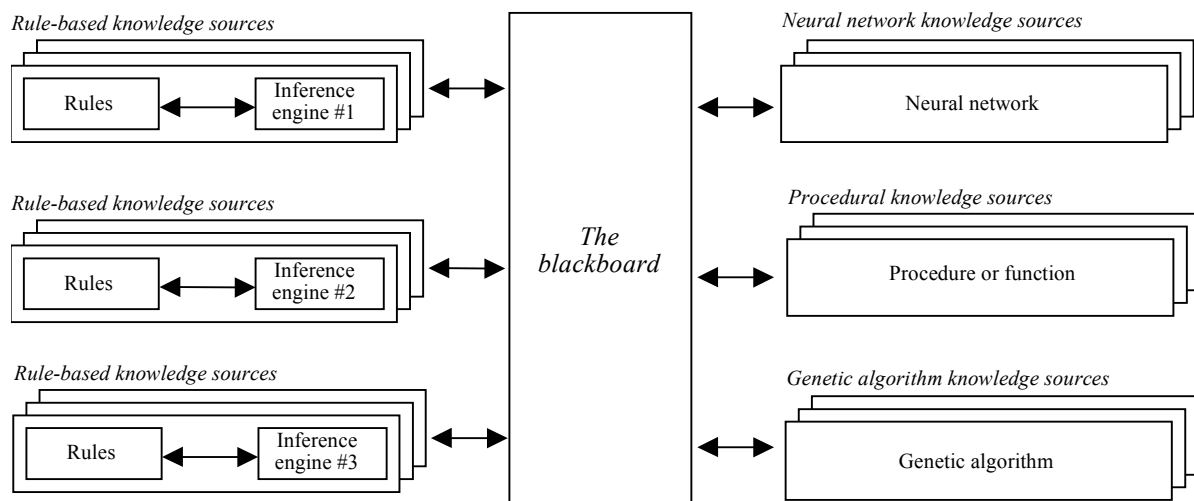 Rule-based knowledge sources
Rules
Inference
engine #1
Rule-based knowledge sources
Rules
Inference
engine #2
Rule-based knowledge sources
Rules
Inference
engine #3
The
blackboard
Neural network knowledge sources
Neural network
Procedural knowledge sources
Procedure or function
Genetic algorithm knowledge sources
Genetic algorithm